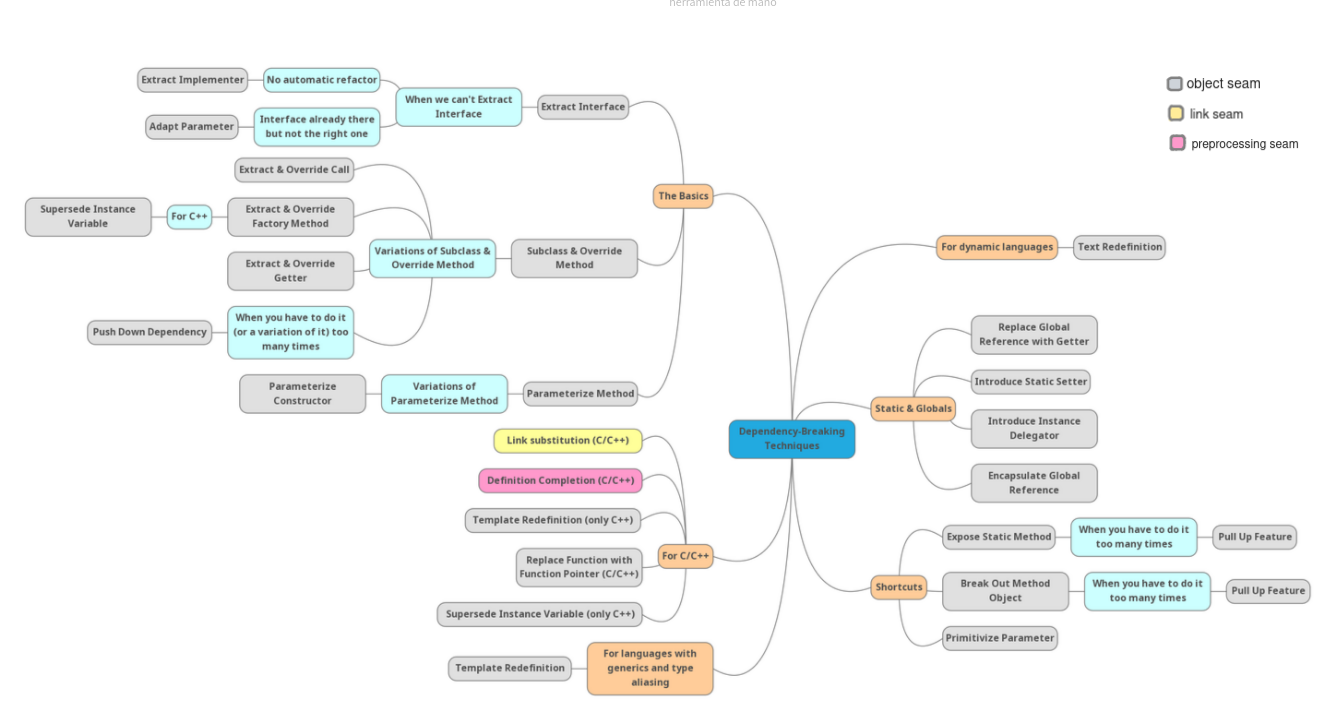 herramienta de mano
object seam
link seam
preprocessing seam
Extract Implementer
No automatic refactor
When we can't Extract
Interface
Extract Interface
Adapt Parameter
Interface already there
but not the right one
Extract & Override Call
Supersede Instance
Variable
For C++
Extract & Override
Factory Method
Variations of Subclass &
Override Method
Subclass & Override
Method
Extract & Override
Getter
Push Down Dependency
When you have to do it
(or a variation of it) too
many times
Parameterize
Constructor
Variations of
Parameterize Method
Parameterize Method
The Basics
Link substitution (C/C++)
Definition Completion (C/C++)
Template Redefinition (only C++)
Replace Function with
Function Pointer (C/C++)
Supersede Instance Variable (only C++)
For C/C++
Template Redefinition
For languages with
generics and type
aliasing
Dependency-Breaking
Techniques
For dynamic languages
Text Redefinition
Static & Globals
Replace Global
Reference with Getter
Introduce Static Setter
Introduce Instance
Delegator
Encapsulate Global
Reference
Shortcuts
Expose Static Method
When you have to do it
too many times
Pull Up Feature
Break Out Method
Object
When you have to do it
too many times
Pull Up Feature
Primitivize Parameter